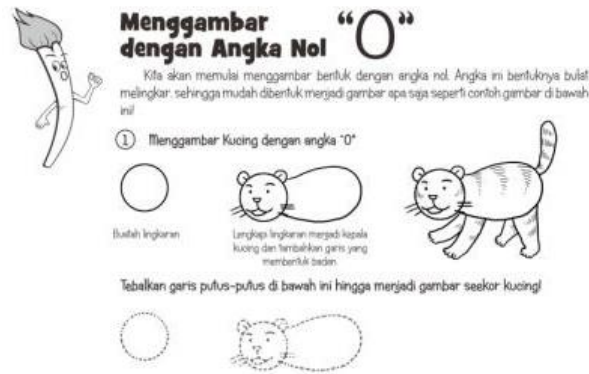 Menggambar
dengan Angka Nol
"0"
Kita akan memulai menggambar bentuk dengan angka nol. Angka ini bentuknya bulat
melingkar, sehingga mudah dibentuk menjadi gambar apa saja seperti contoh gambar di bawah
ini!
1 Menggambar Kucing dengan angka "0"
Buatlah lingkaran
Lengkapi lingkaran menjadi kepala
kucing dan tambahkan garis yang
membentuk badan
Tebalkan garis putus-putus di bawah ini hingga menjadi gambar seekor kucing!